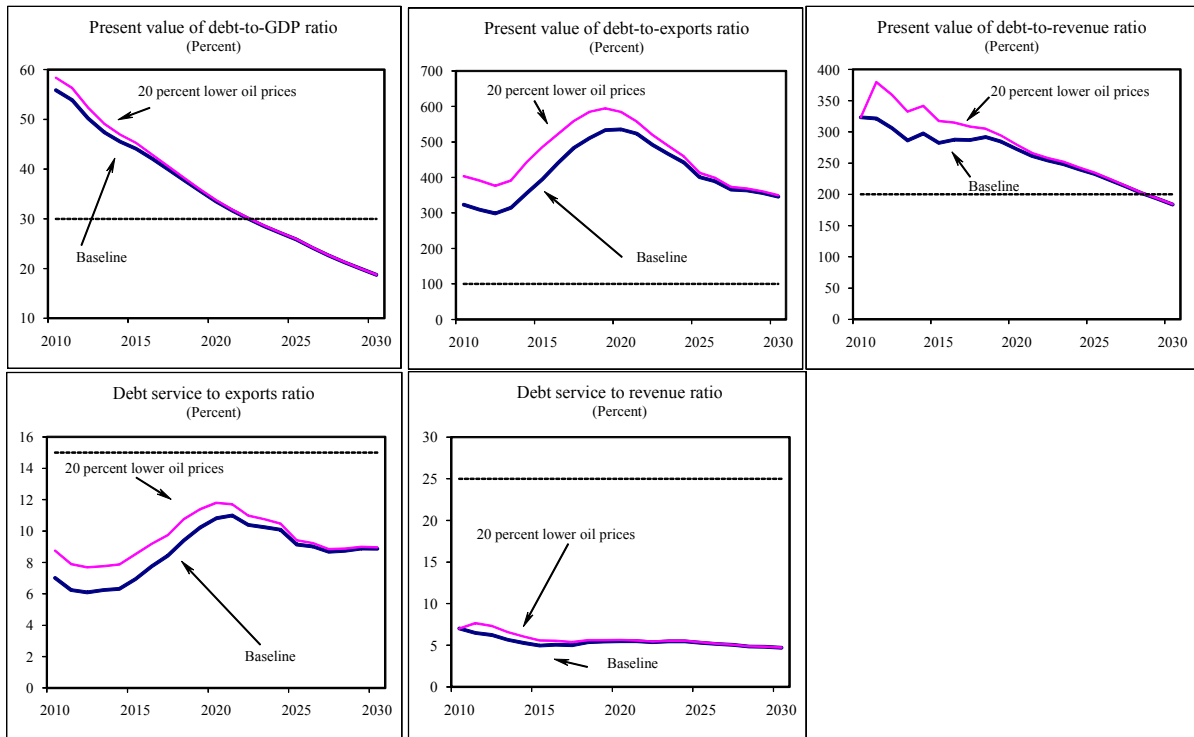 Present value of debt-to-GDP ratio
(Percent)
60
50
40
30
20
10
20 percent lower oil prices
Baseline
2010 2015 2020 2025 2030
Present value of debt-to-exports ratio
(Percent)
700
600
500
400
300
200
100
0
20 percent lower oil prices
Baseline
2010 2015 2020 2025 2030
Present value of debt-to-revenue ratio
(Percent)
400
350
300
250
200
150
100
50
0
20 percent lower oil prices
Baseline
2010 2015 2020 2025 2030
Debt service to exports ratio
(Percent)
16
14
12
10
8
6
4
2
0
20 percent lower oil prices
Baseline
2010 2015 2020 2025 2030
Debt service to revenue ratio
(Percent)
30
25
20
15
10
5
0
20 percent lower oil prices
Baseline
2010 2015 2020 2025 2030